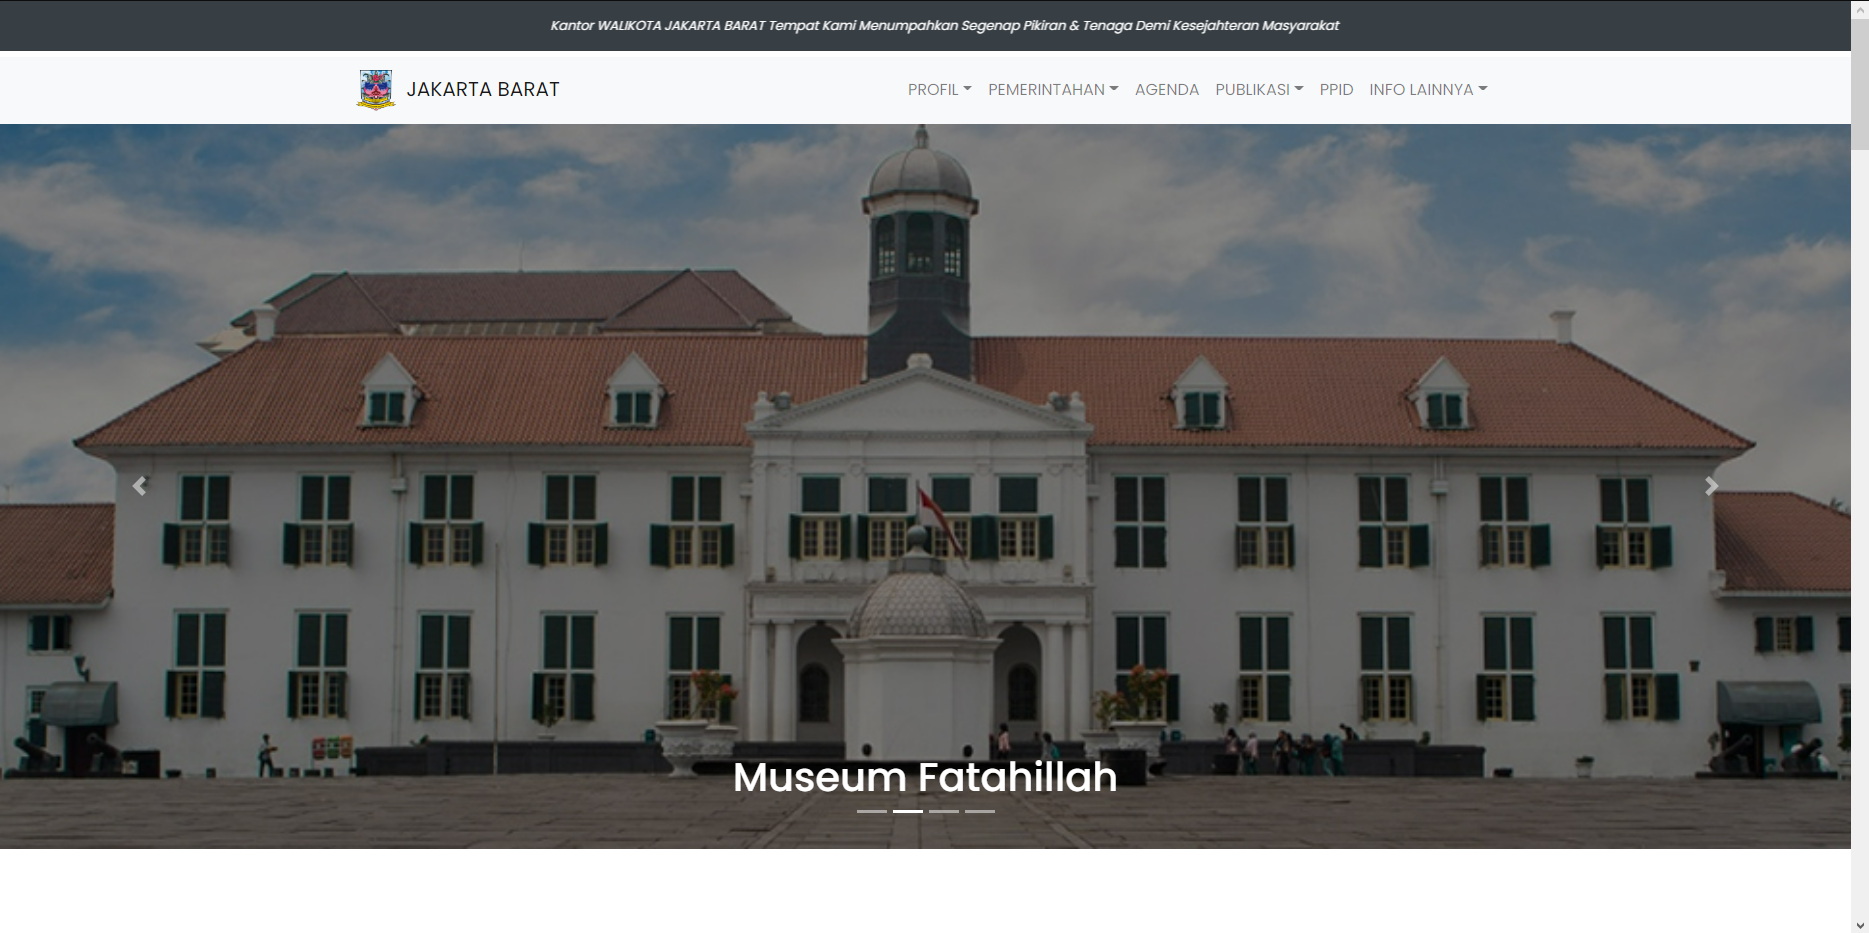 Kantor WALIKOTA JAKARTA BARAT Tempat Kami Menumpahkan Segenap Pikiran & Tenaga Demi Kesejahteran Masyarakat
JAKARTA BARAT PROFIL PEMERINTAHAN AGENDA PUBLIKASI PPID INFO LAINNYA
Museum Fatahillah